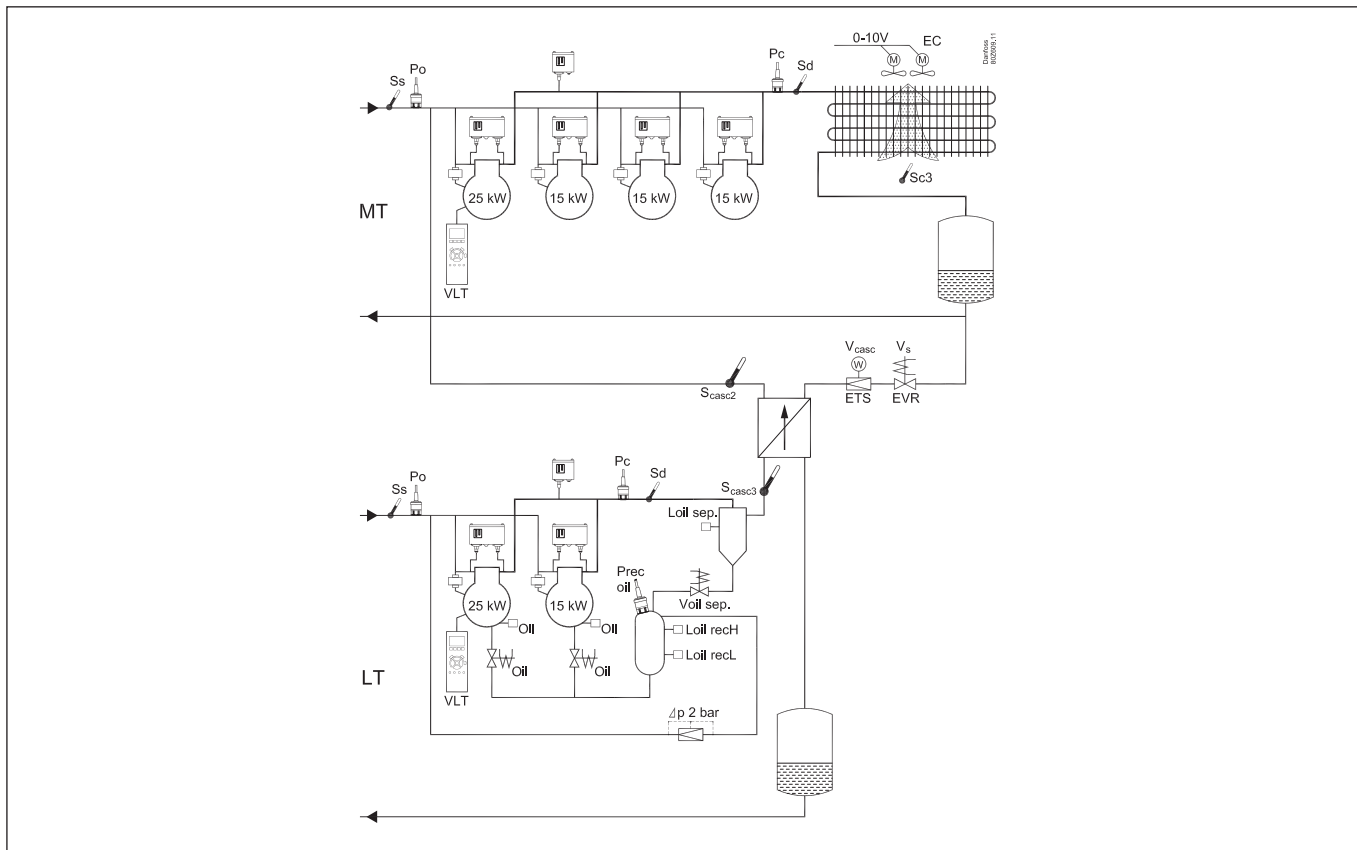 0-10V
EC
M
M
Danfoss
80Z609.11
Ss
Po
Pc
Sd
25 kW
15 kW
15 kW
15 kW
Sc3
MT
VLT
Vcasc
Vs
W
Scasc2
ETS
EVR
Ss
Po
Pc
Sd
Scasc3
Loil sep.
Prec
oil
Voil sep.
25 kW
15 kW
Oil
Oil
Loil recH
Loil recL
Oil
Oil
LT
VLT
⊿p 2 bar